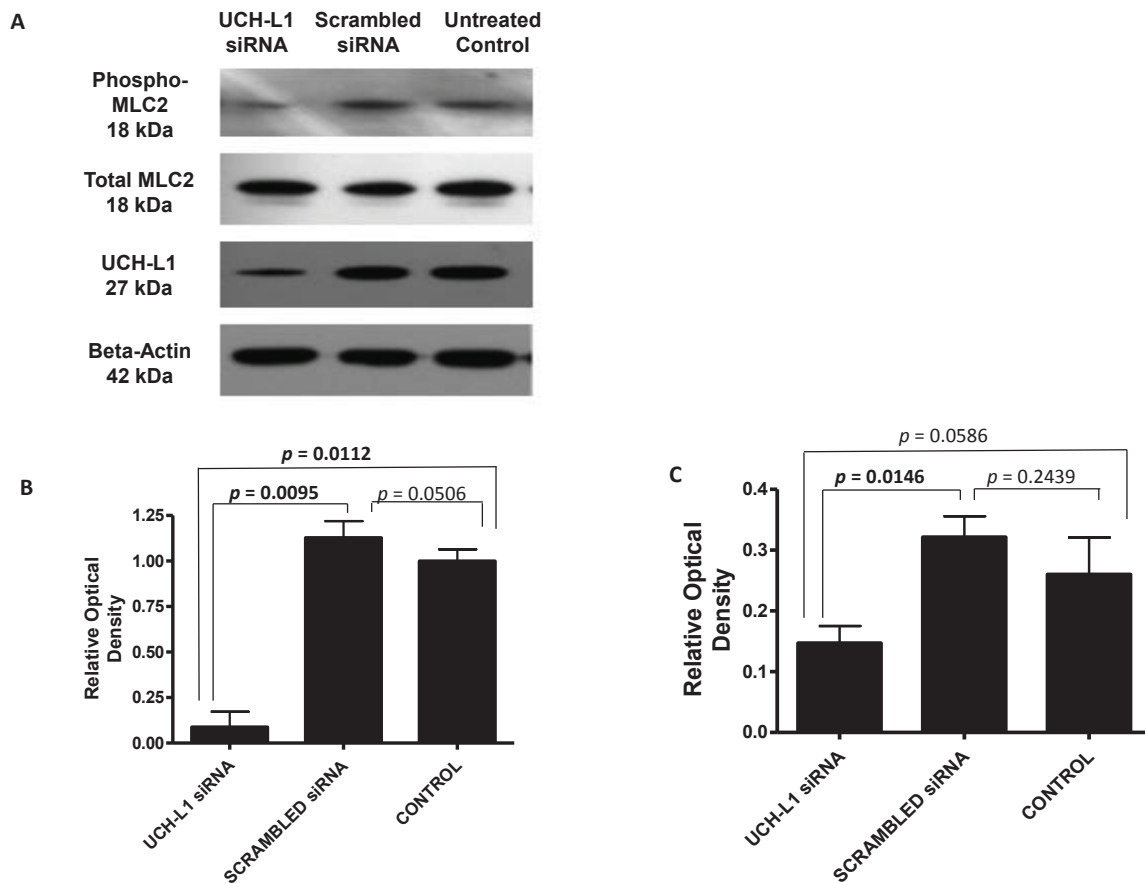 A
UCH-L1 Scrambled Untreated
siRNA siRNA Control
Phospho-
MLC2
18 kDa
Total MLC2
18 kDa
UCH-L1
27 kDa
Beta-Actin
42 kDa
B
p = 0.0112
p = 0.0095
p = 0.0506
Relative Optical
Density
1.25
1.00
0.75
0.50
0.25
0.00
UCH-L1 siRNA
SCRAMBLED siRNA
CONTROL
C
p = 0.0586
p = 0.0146
p = 0.2439
Relative Optical
Density
0.4
0.3
0.2
0.1
0.0
UCH-L1 siRNA
SCRAMBLED siRNA
CONTROL